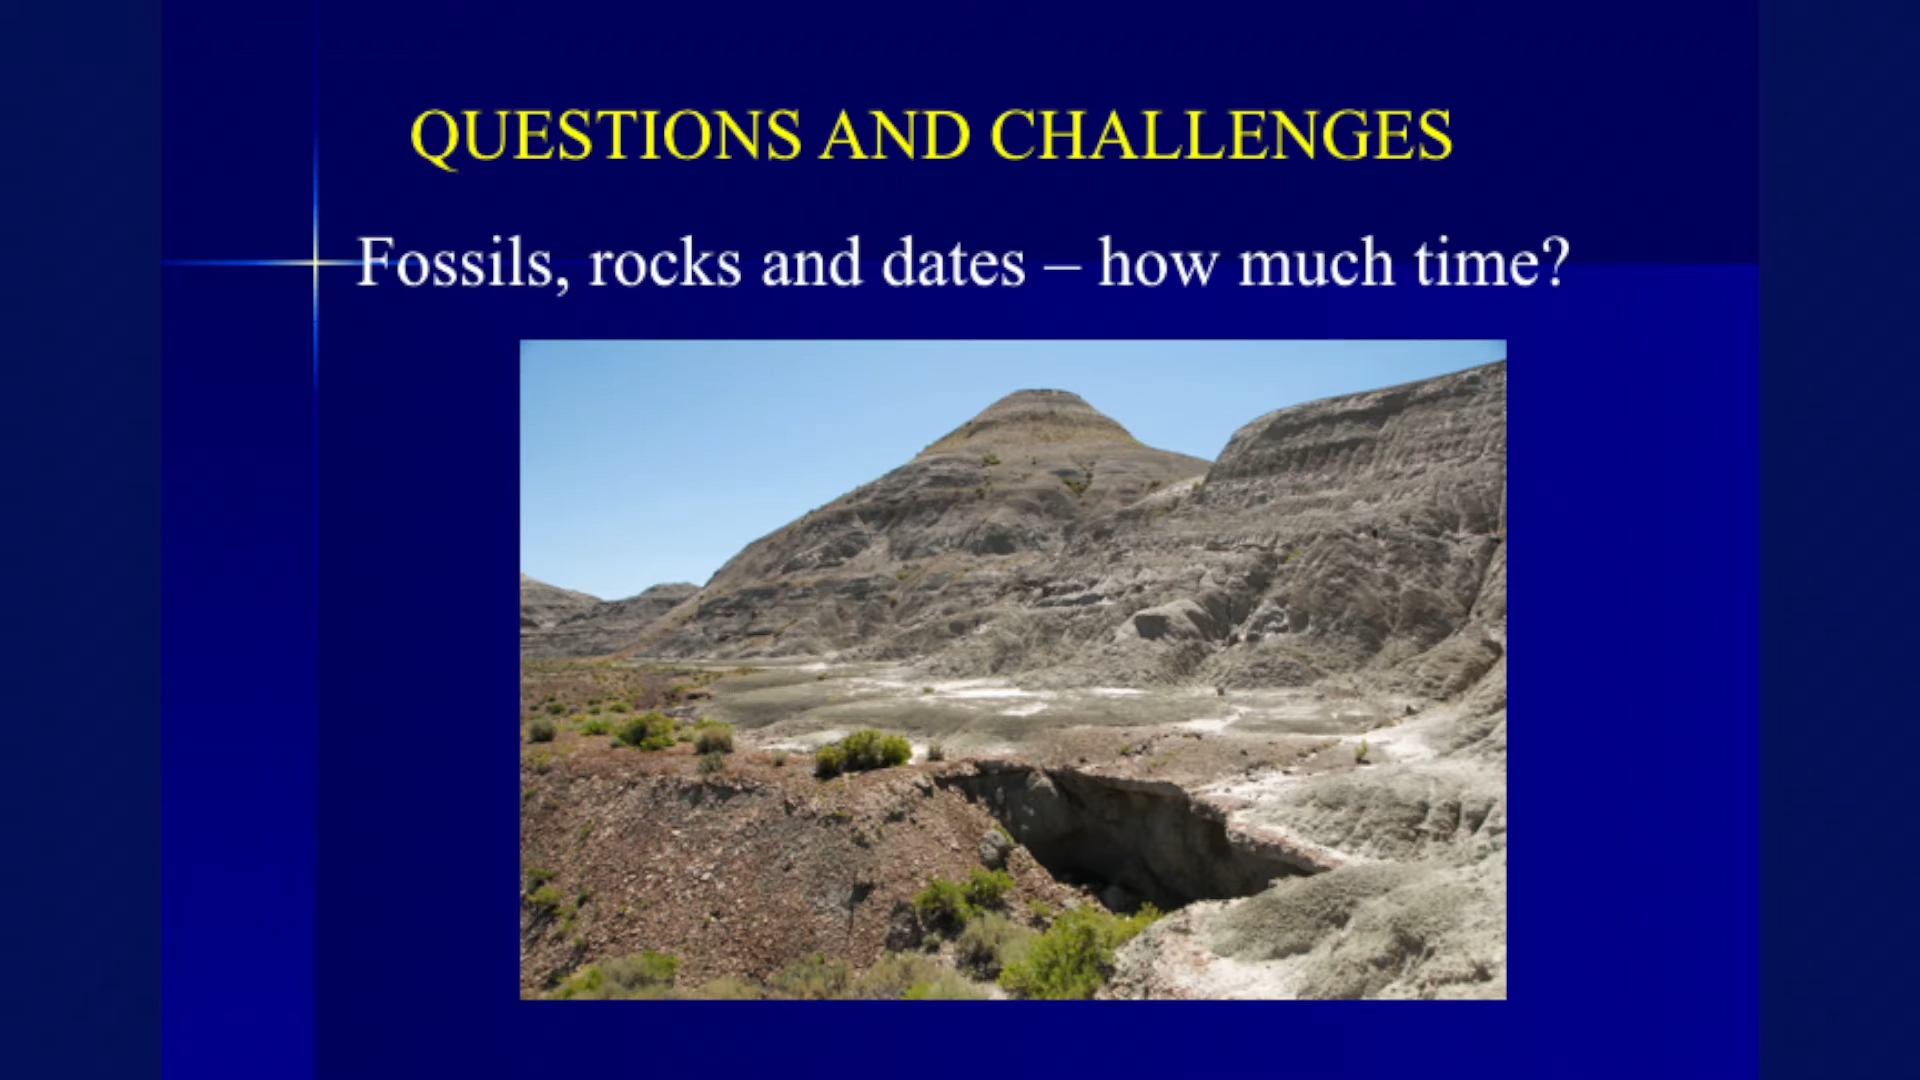 QUESTIONS AND CHALLENGES
Fossils, rocks and dates – how much time?